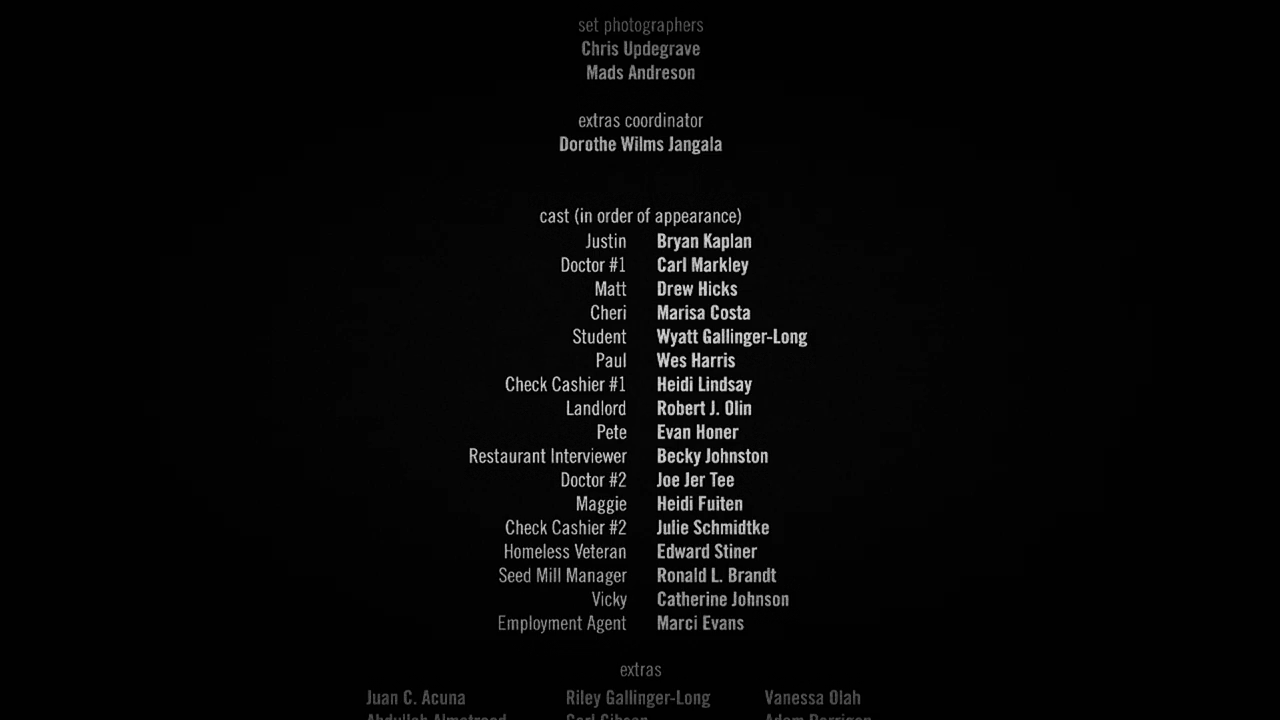 set photographers
Chris Updegrave
Mads Andreson
extras coordinator
Dorothe Wilms Jangala
cast (in order of appearance)
Justin Bryan Kaplan
Doctor #1 Carl Markley
Matt Drew Hicks
Cheri Marisa Costa
Student Wyatt Gallinger-Long
Paul Wes Harris
Check Cashier #1 Heidi Lindsay
Landlord Robert J. Olin
Pete Evan Honer
Restaurant Interviewer Becky Johnston
Doctor #2 Joe Jer Tee
Maggie Heidi Fuiten
Check Cashier #2 Julie Schmidtke
Homeless Veteran Edward Stiner
Seed Mill Manager Ronald L. Brandt
Vicky Catherine Johnson
Employment Agent Marci Evans
extras
Juan C. Acuna Riley Gallinger-Long Vanessa Olah